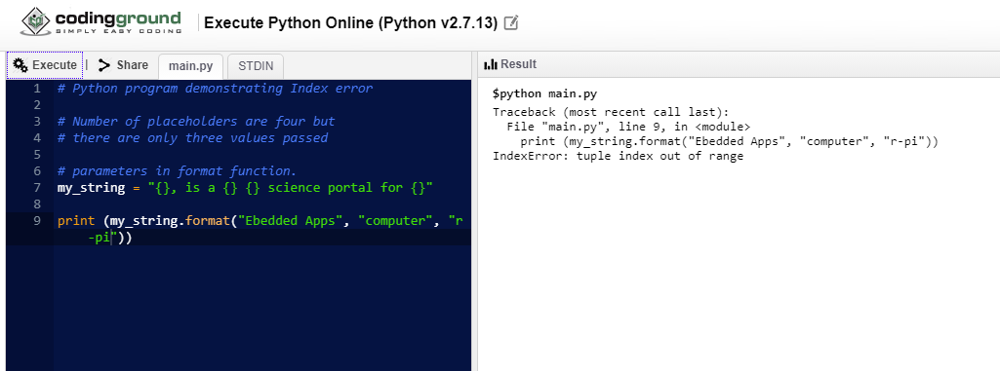 codingground
SIMPLY EASY CODING
Execute Python Online (Python v2.7.13)
Execute | Share main.py STDIN
1 # Python program demonstrating Index error
2
3 # Number of placeholders are four but
4 # there are only three values passed
5
6 # parameters in format function.
7 my_string = "{}, is a {} {} science portal for {}"
8
9 print (my_string.format("Ebedded Apps", "computer", "r
-pi"))
Result
$python main.py
Traceback (most recent call last):
File "main.py", line 9, in <module>
print (my_string.format("Ebedded Apps", "computer", "r-pi"))
IndexError: tuple index out of range